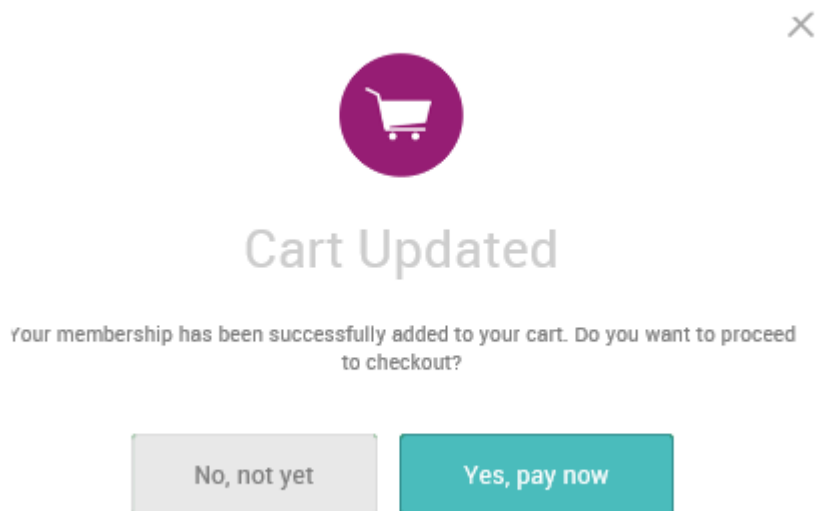 Cart Updated
Your membership has been successfully added to your cart. Do you want to proceed
to checkout?
No, not yet
Yes, pay now